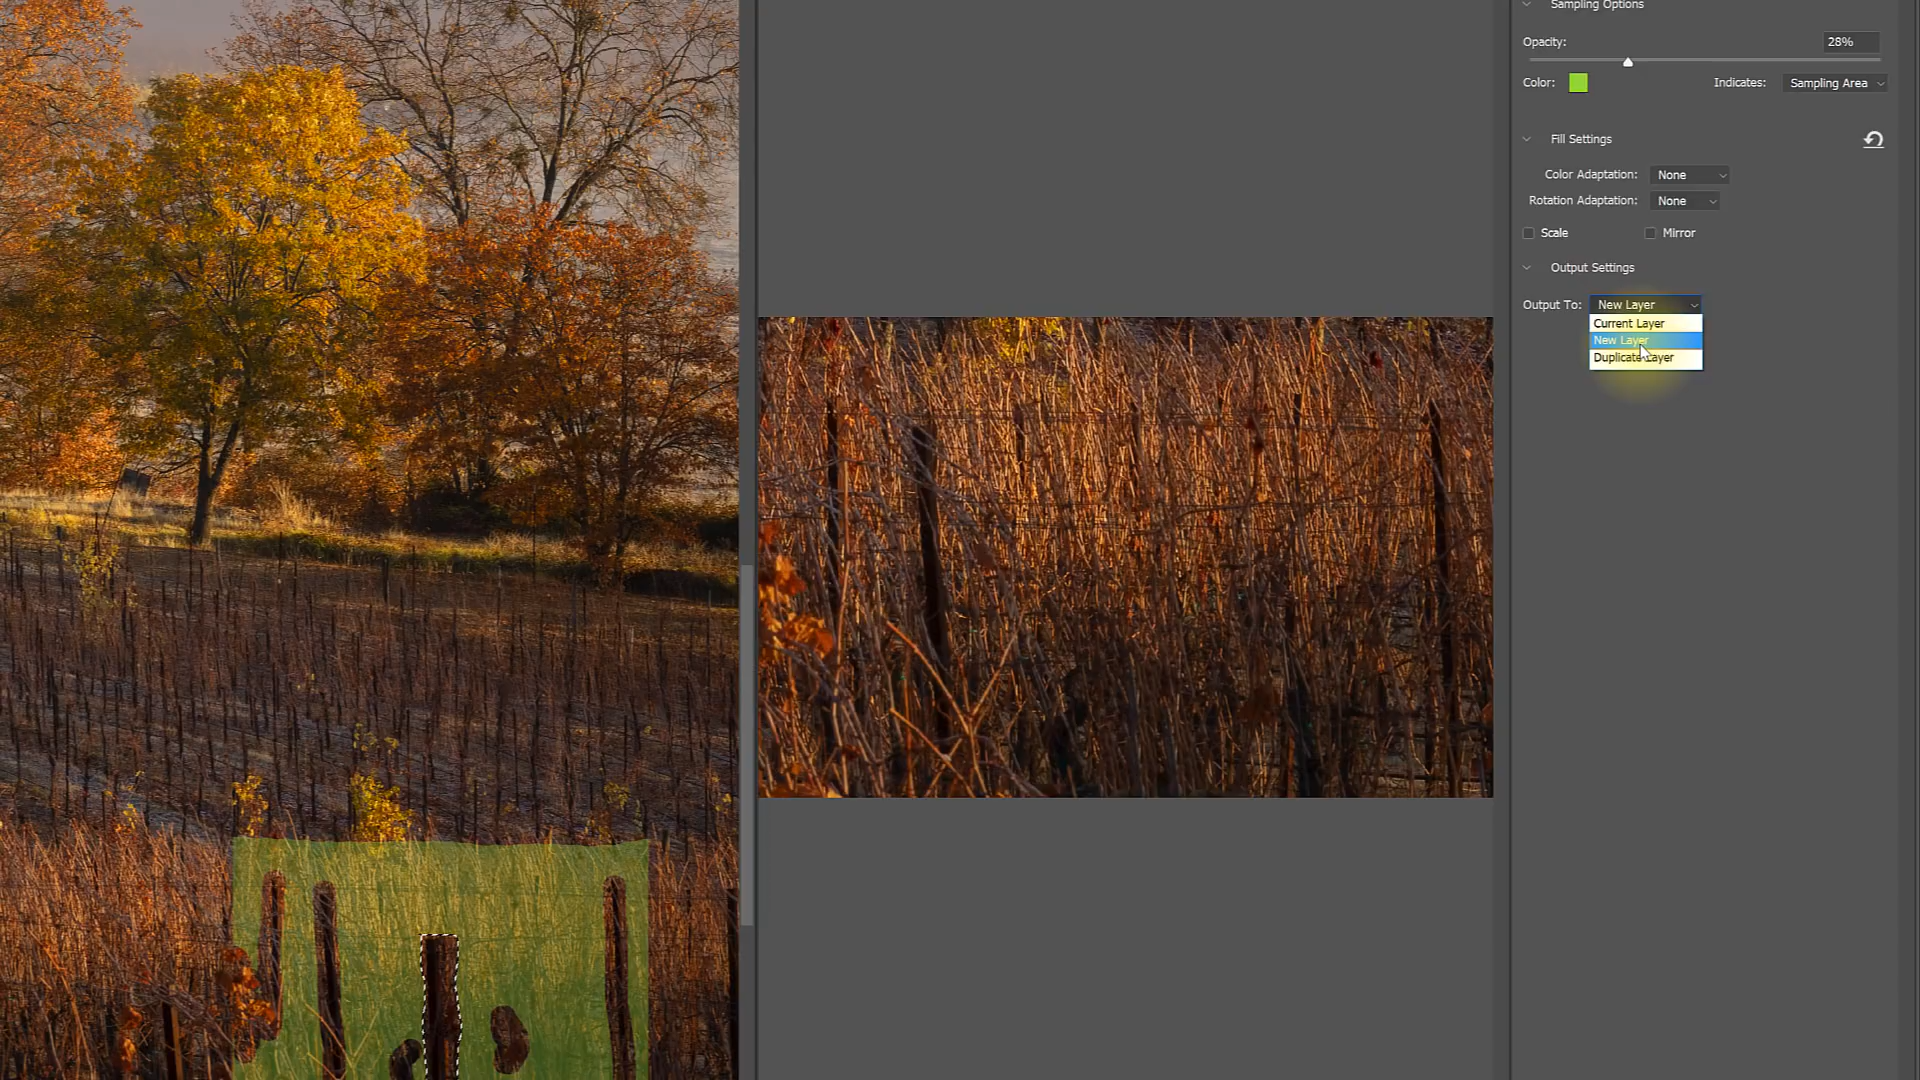 Sampling Options
Opacity: 28%
Color: Indicates: Sampling Area
Fill Settings
Color Adaptation: None
Rotation Adaptation: None
Scale Mirror
Output Settings
Output To: New Layer
Current Layer
New Layer
Duplicate Layer